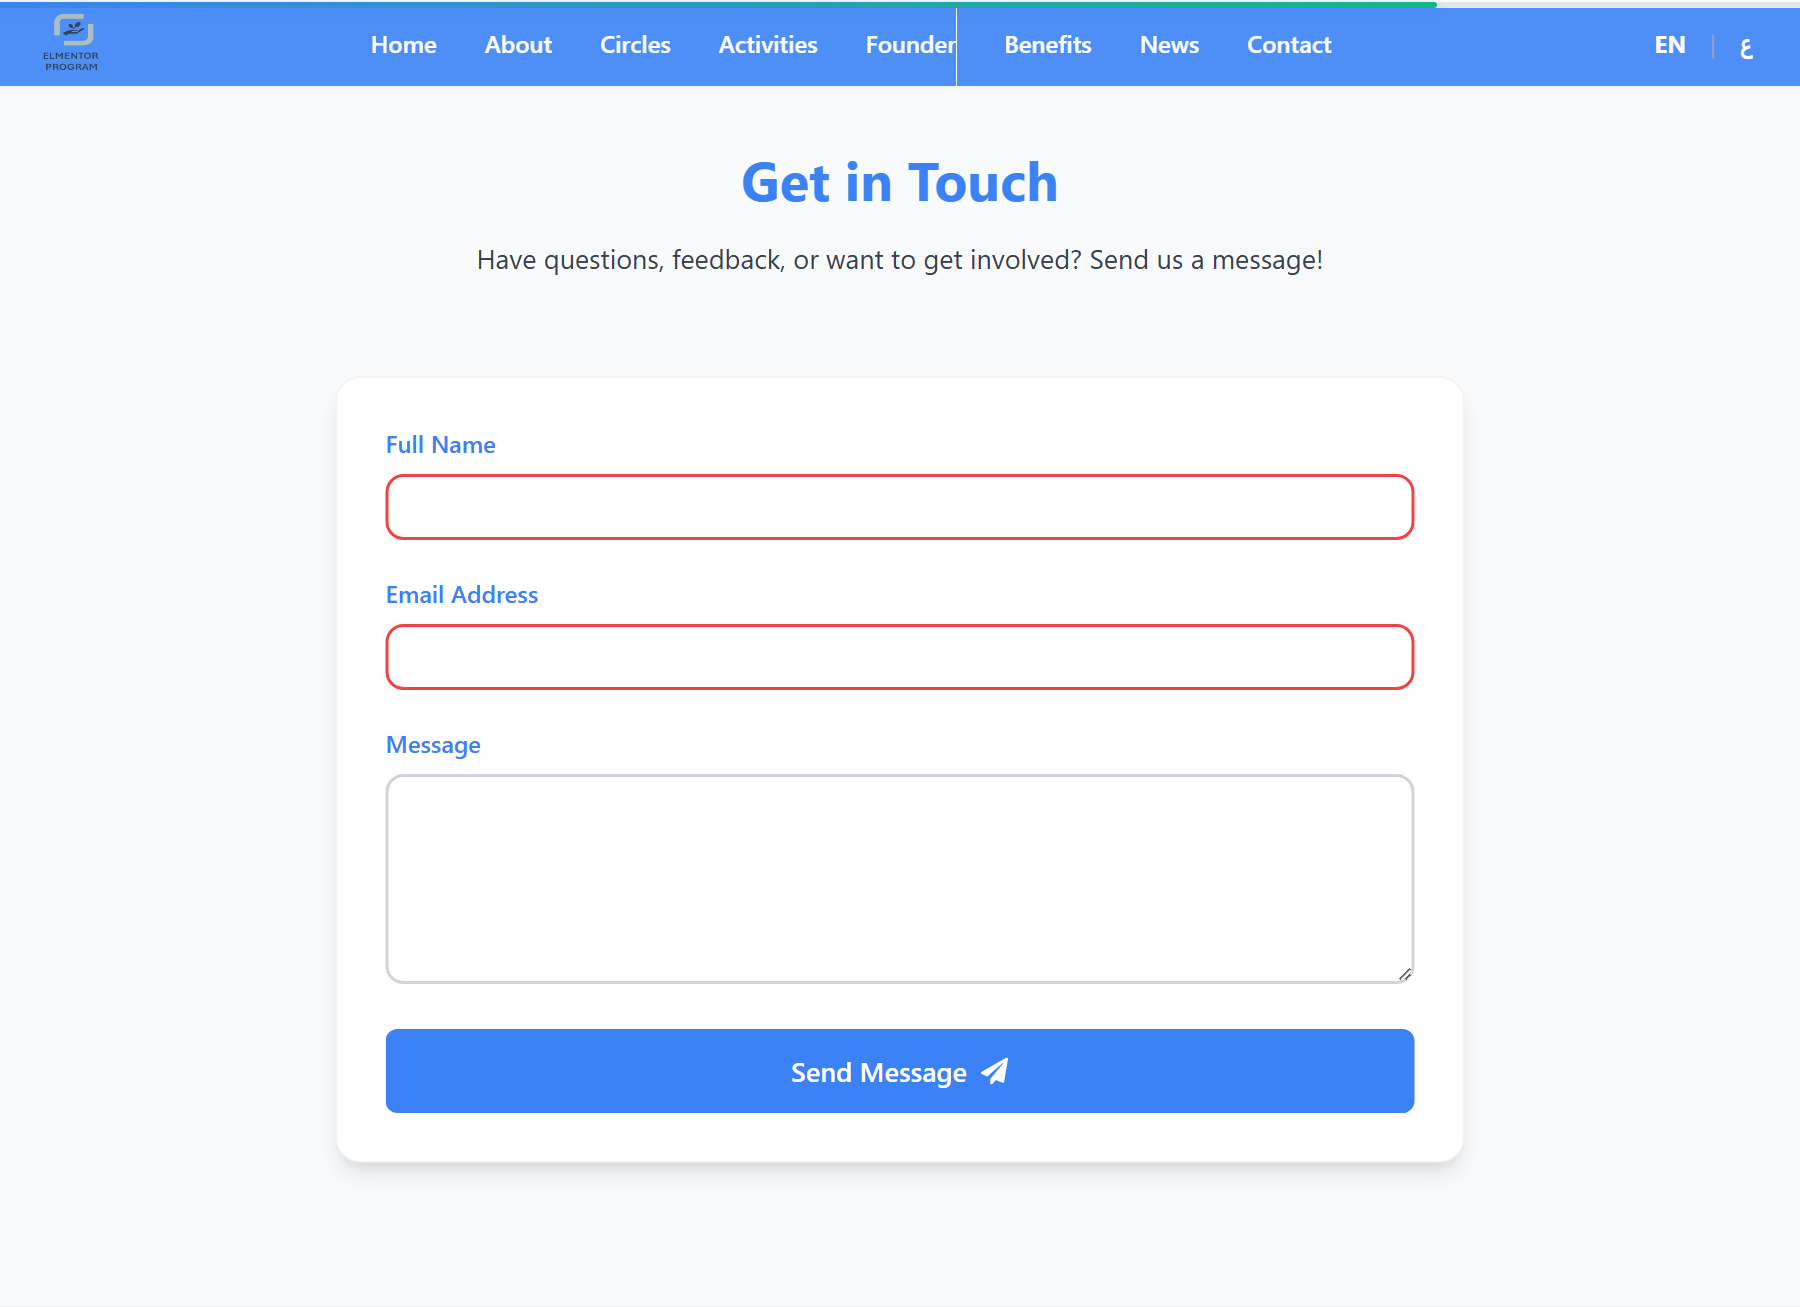 ELMENTOR
PROGRAM
Home About Circles Activities Founder Benefits News Contact EN | ع
Get in Touch
Have questions, feedback, or want to get involved? Send us a message!
Full Name
Email Address
Message
Send Message